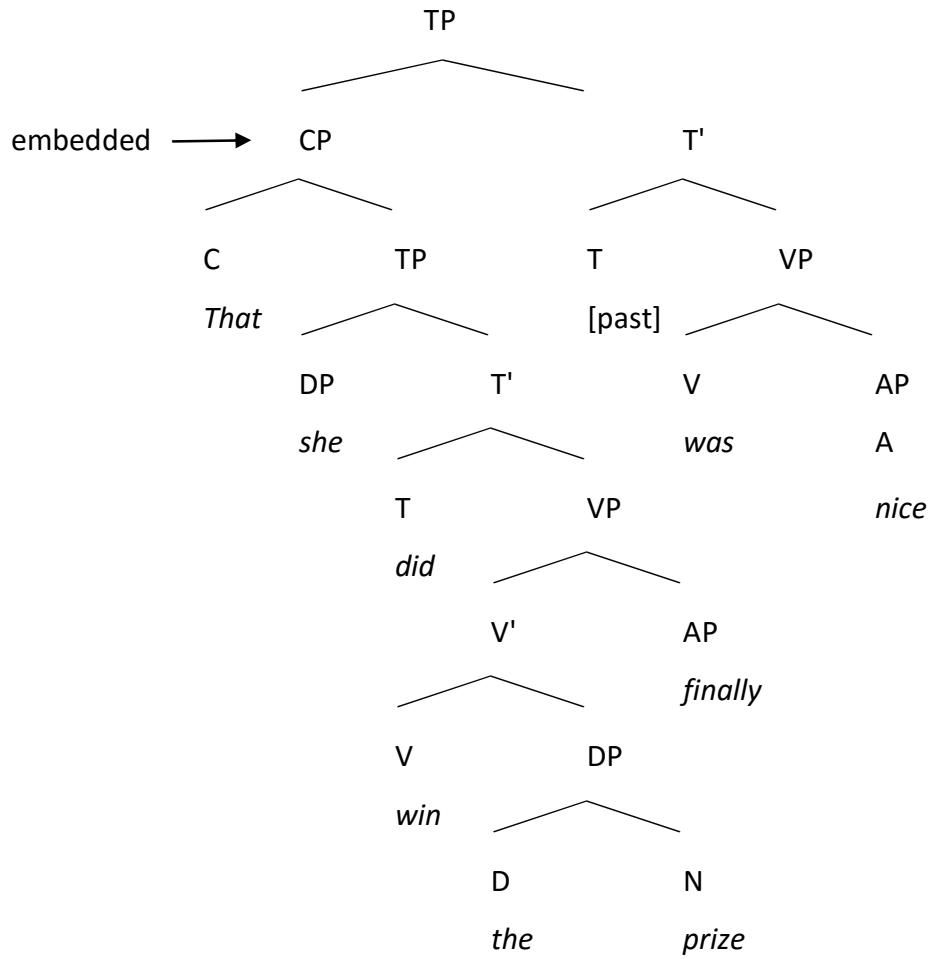 TP
embedded CP T'
C TP T VP
That [past]
DP T' V AP
she was A
T VP nice
did
V' AP
finally
V DP
win
D N
the prize